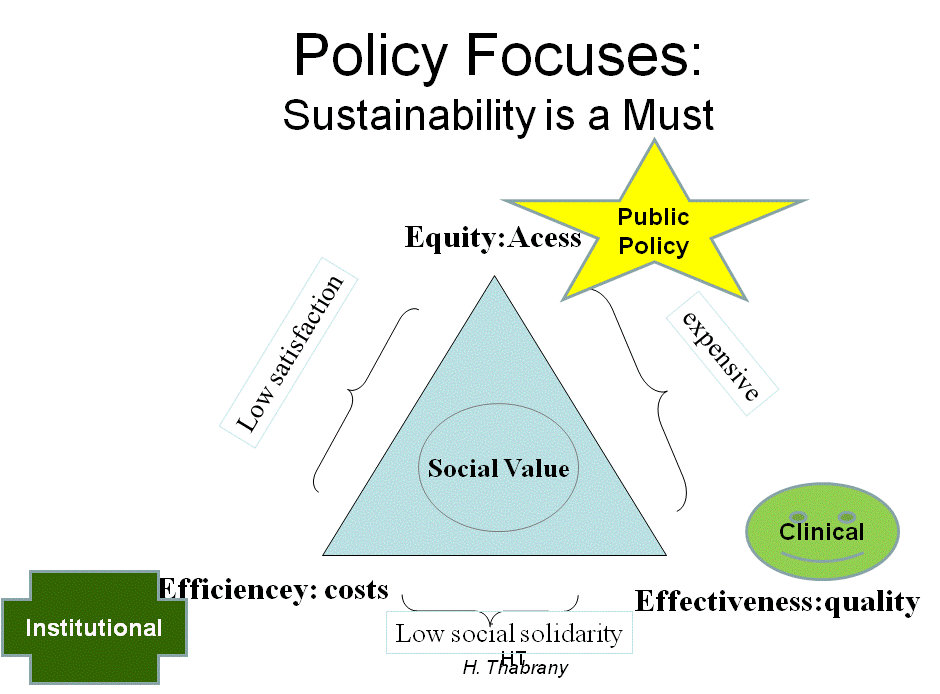 Policy Focuses:
Sustainability is a Must
Public
Policy
Equity:Acess
Low satisfaction
expensive
Social Value
Clinical
Efficiencey: costs
Effectiveness:quality
Institutional
Low social solidarity
HT
H. Thabrany